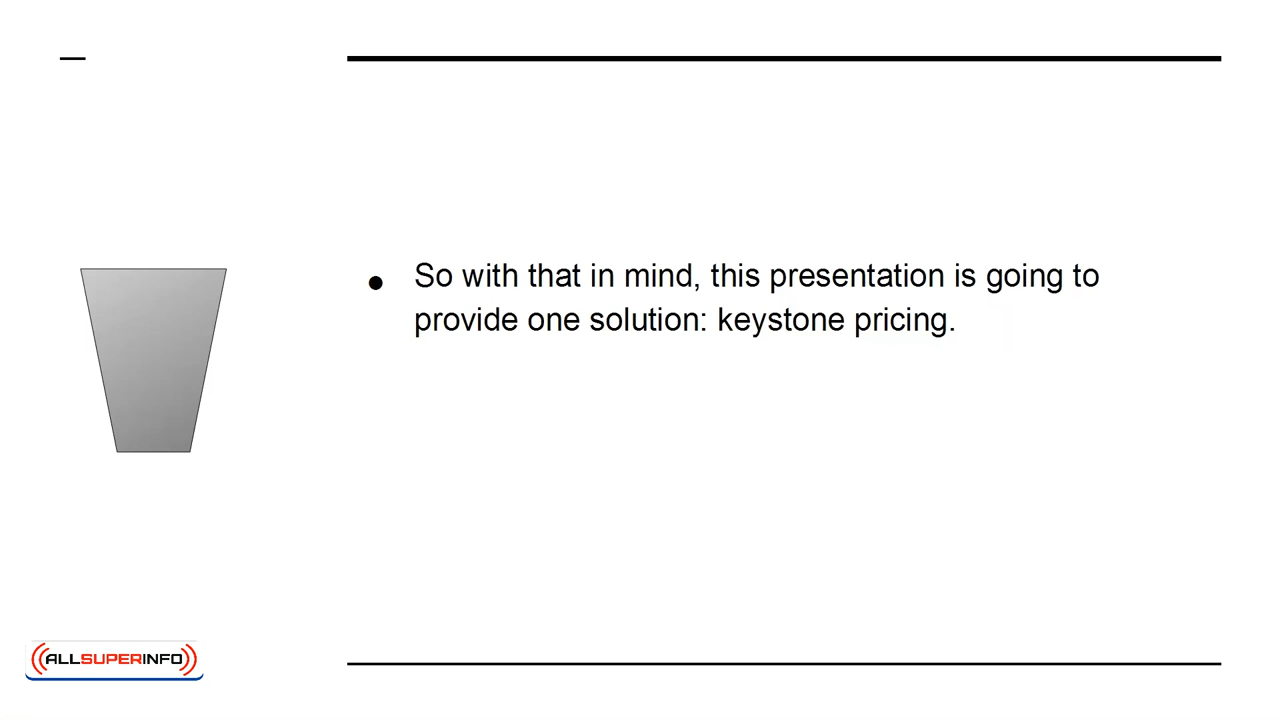 So with that in mind, this presentation is going to
provide one solution: keystone pricing.
ALLSUPERINFO